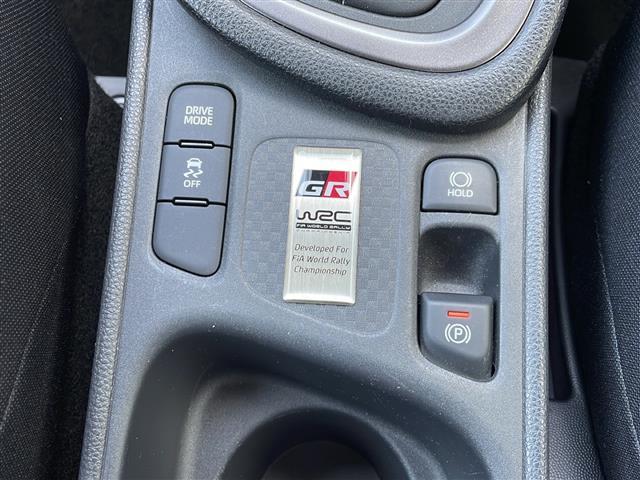 DRIVE
MODE
OFF
GR
WRC
FIA WORLD RALLY
CHAMPIONSHIP
Developed For
FiA World Rally
Championship
HOLD
P